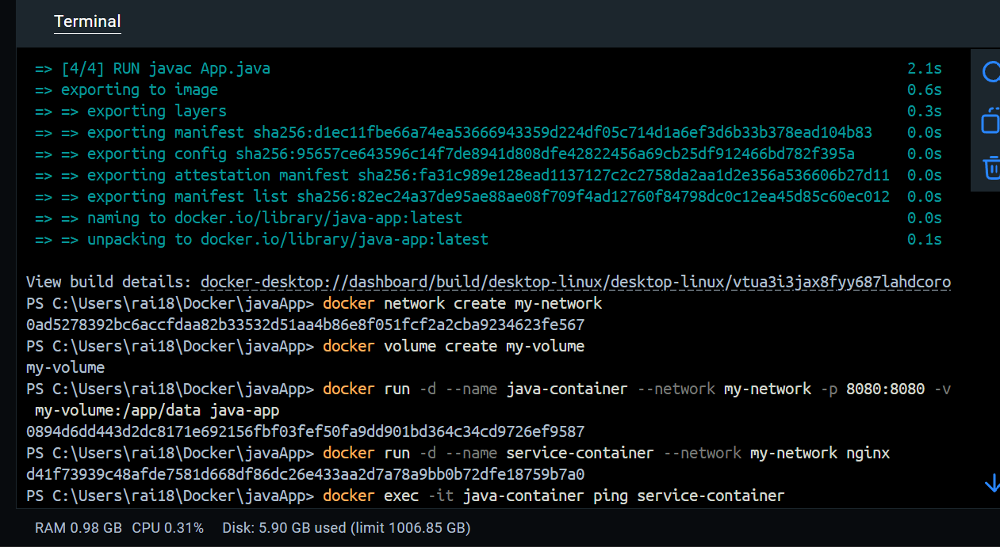 Terminal
=> [4/4] RUN javac App.java 2.1s
=> exporting to image 0.6s
=> => exporting layers 0.3s
=> => exporting manifest sha256:d1ec11fbe66a74ea53666943359d224df05c714d1a6ef3d6b33b378ead104b83 0.0s
=> => exporting config sha256:95657ce643596c14f7de8941d808dfe42822456a69cb25df912466bd782f395a 0.0s
=> => exporting attestation manifest sha256:fa31c989e128ead1137127c2c2758da2aa1d2e356a536606b27d11 0.0s
=> => exporting manifest list sha256:82ec24a37de95ae88ae08f709f4ad12760f84798dc0c12ea45d85c60ec012 0.0s
=> => naming to docker.io/library/java-app:latest 0.0s
=> => unpacking to docker.io/library/java-app:latest 0.1s
View build details: docker-desktop://dashboard/build/desktop-linux/desktop-linux/vtua3i3jax8fyy687lahdcoro
PS C:\Users\rai18\Docker\javaApp> docker network create my-network
0ad5278392bc6accfdaa82b33532d51aa4b86e8f051fcf2a2cba9234623fe567
PS C:\Users\rai18\Docker\javaApp> docker volume create my-volume
my-volume
PS C:\Users\rai18\Docker\javaApp> docker run -d --name java-container --network my-network -p 8080:8080 -v
my-volume:/app/data java-app
0894d6dd443d2dc8171e692156fbf03fef50fa9dd901bd364c34cd9726ef9587
PS C:\Users\rai18\Docker\javaApp> docker run -d --name service-container --network my-network nginx
d41f73939c48afde7581d668df86dc26e433aa2d7a78a9bb0b72dfe18759b7a0
PS C:\Users\rai18\Docker\javaApp> docker exec -it java-container ping service-container
RAM 0.98 GB CPU 0.31% Disk: 5.90 GB used (limit 1006.85 GB)